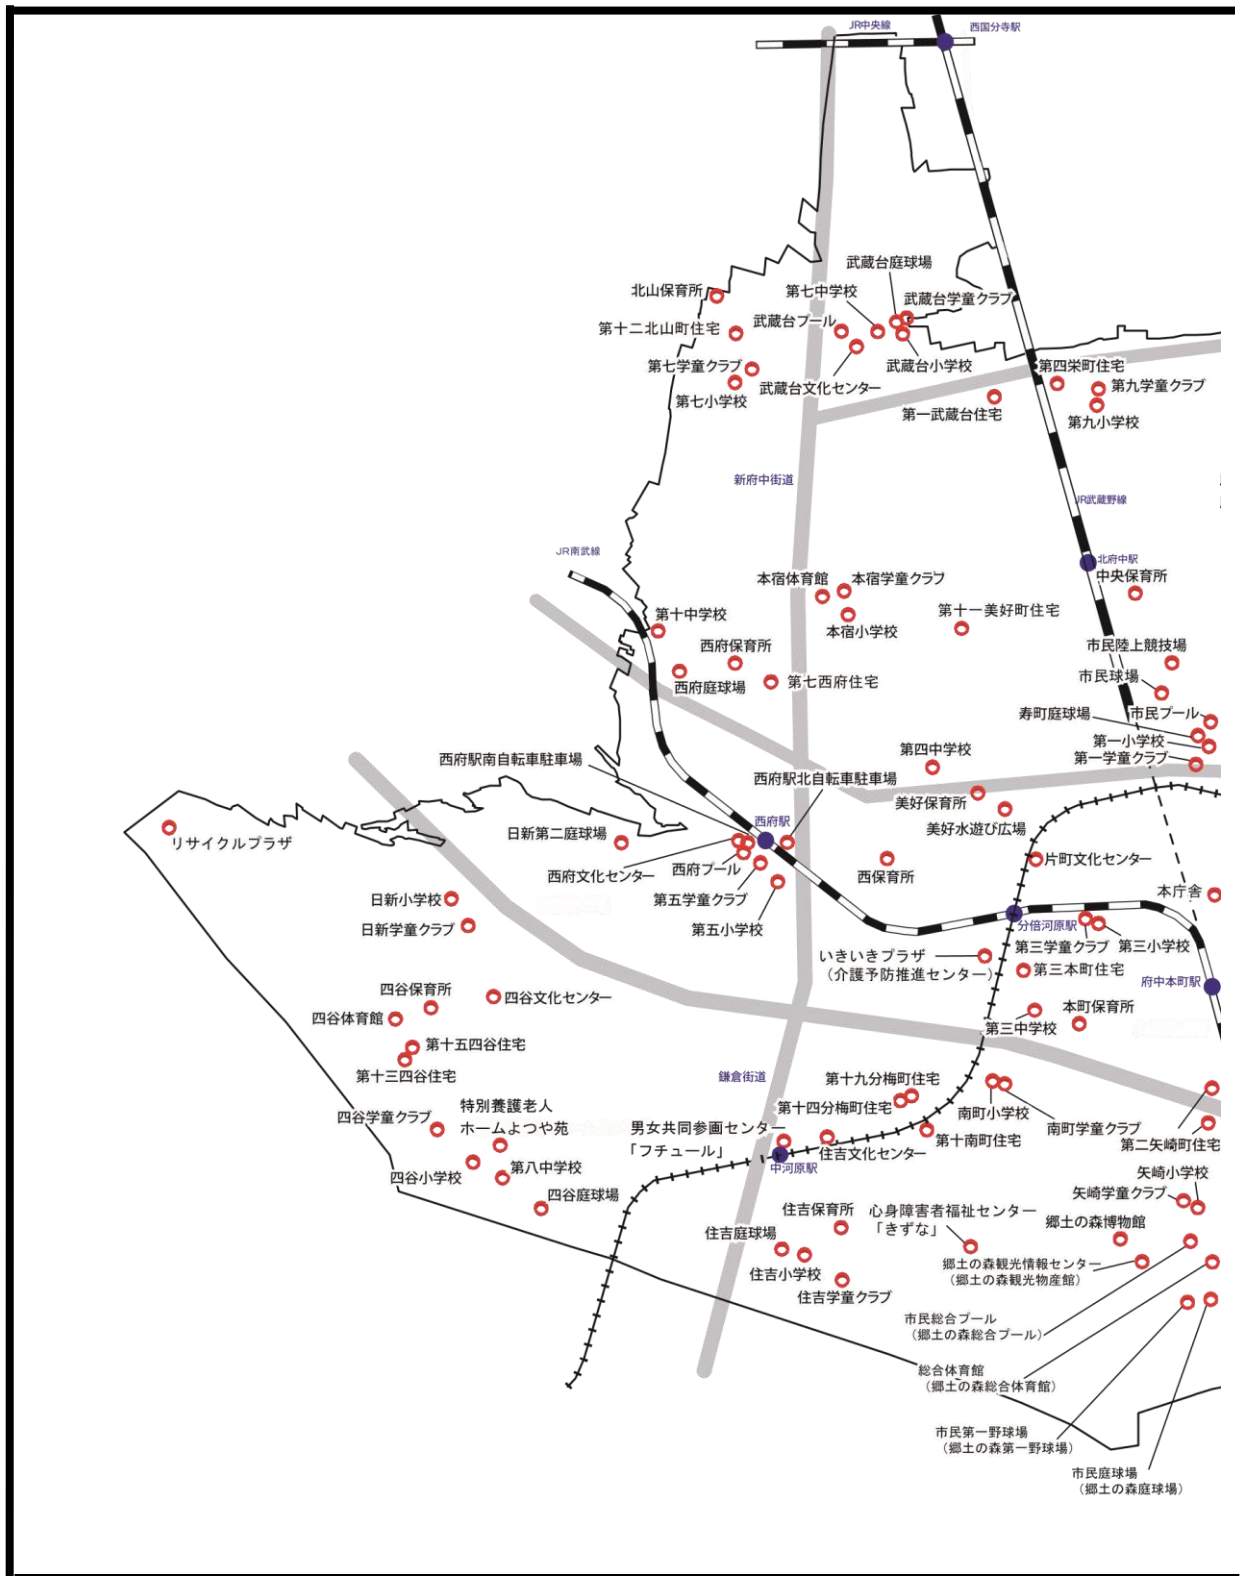 JR中央線
西国分寺駅
武蔵台庭球場
北山保育所
第七中学校
武蔵台学童クラブ
第十二北山町住宅
武蔵台プール
第七学童クラブ
武蔵台小学校
第四栄町住宅
武蔵台文化センター
第九学童クラブ
第七小学校
第一武蔵台住宅
第九小学校
新府中街道
JR武蔵野線
JR南武線
北府中駅
中央保育所
本宿体育館
本宿学童クラブ
第十中学校
第十一美好町住宅
本宿小学校
西府保育所
市民陸上競技場
西府庭球場
第七西府住宅
市民球場
寿町庭球場
市民プール
第一小学校
第四中学校
第一学童クラブ
西府駅南自転車駐車場
西府駅北自転車駐車場
美好保育所
西府駅
美好水遊び広場
日新第二庭球場
リサイクルプラザ
片町文化センター
西府文化センター
西府プール
西保育所
本庁舎
日新小学校
第五学童クラブ
日新学童クラブ
第五小学校
分倍河原駅
第三学童クラブ
第三小学校
いきいきプラザ
（介護予防推進センター）
第三本町住宅
府中本町駅
四谷保育所
四谷文化センター
本町保育所
四谷体育館
第三中学校
第十五四谷住宅
第十三四谷住宅
鎌倉街道
第十九分梅町住宅
第十四分梅町住宅
特別養護老人
ホームよつや苑
四谷学童クラブ
南町小学校
南町学童クラブ
男女共同参画センター
「フチュール」
住吉文化センター
第十南町住宅
第二矢崎町住宅
中河原駅
四谷小学校
第八中学校
矢崎小学校
矢崎学童クラブ
四谷庭球場
住吉保育所
心身障害者福祉センター
「きずな」
郷土の森博物館
住吉庭球場
住吉小学校
郷土の森観光情報センター
（郷土の森観光物産館）
住吉学童クラブ
市民総合プール
（郷土の森総合プール）
総合体育館
（郷土の森総合体育館）
市民第一野球場
（郷土の森第一野球場）
市民庭球場
（郷土の森庭球場）